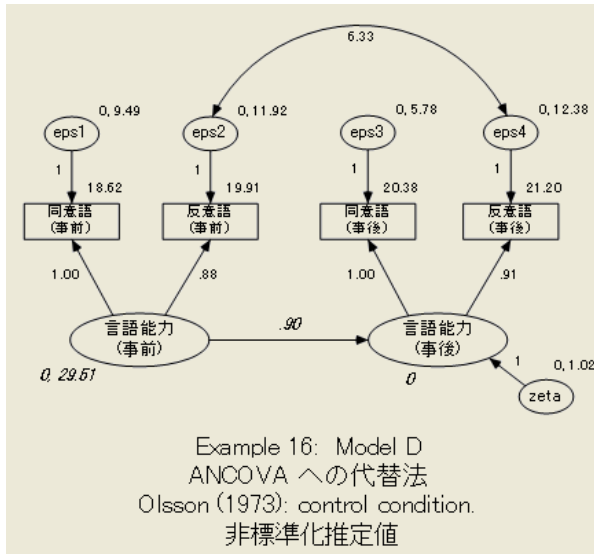 6.33
0, 9.49
0, 11.92
0, 5.78
0, 12.38
eps1
eps2
eps3
eps4
1
1
1
1
18.62
19.91
20.38
21.20
同意語
(事前)
反意語
(事前)
同意語
(事後)
反意語
(事後)
1.00
.88
1.00
.91
言語能力
(事前)
.90
言語能力
(事後)
0, 29.51
0
1
0, 1.02
zeta
Example 16: Model D
ANCOVA への代替法
Olsson (1973): control condition.
非標準化推定値